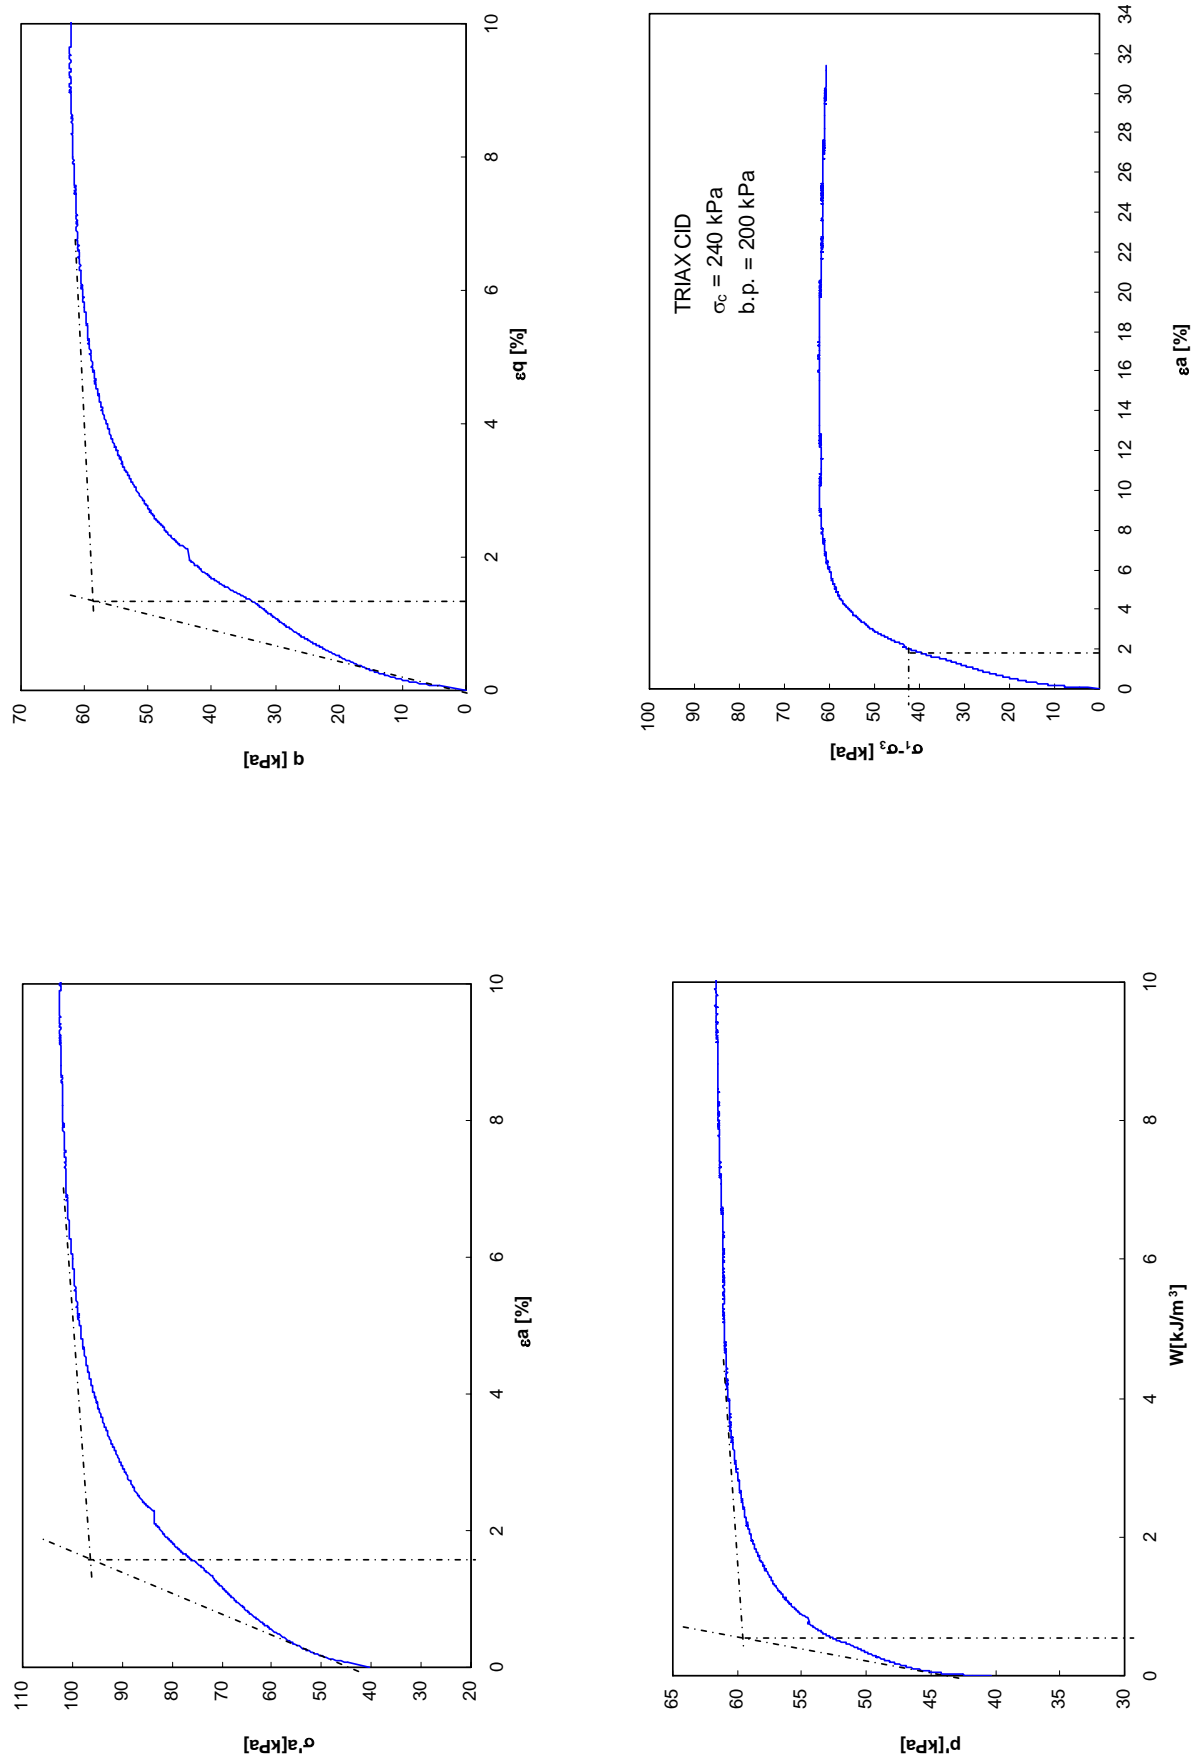 σ'a[kPa]
110
100
90
80
70
60
50
40
30
20
0 2 4 6 8 10
εa [%]
q [kPa]
70
60
50
40
30
20
10
0
0 2 4 6 8 10
εq [%]
p'[kPa]
65
60
55
50
45
40
35
30
0 2 4 6 8 10
W[kJ/m³]
σ₁-σ₃ [kPa]
100
90
80
70
60
50
40
30
20
10
0
TRIAX CID
σc = 240 kPa
b.p. = 200 kPa
0 2 4 6 8 10 12 14 16 18 20 22 24 26 28 30 32 34
εa [%]